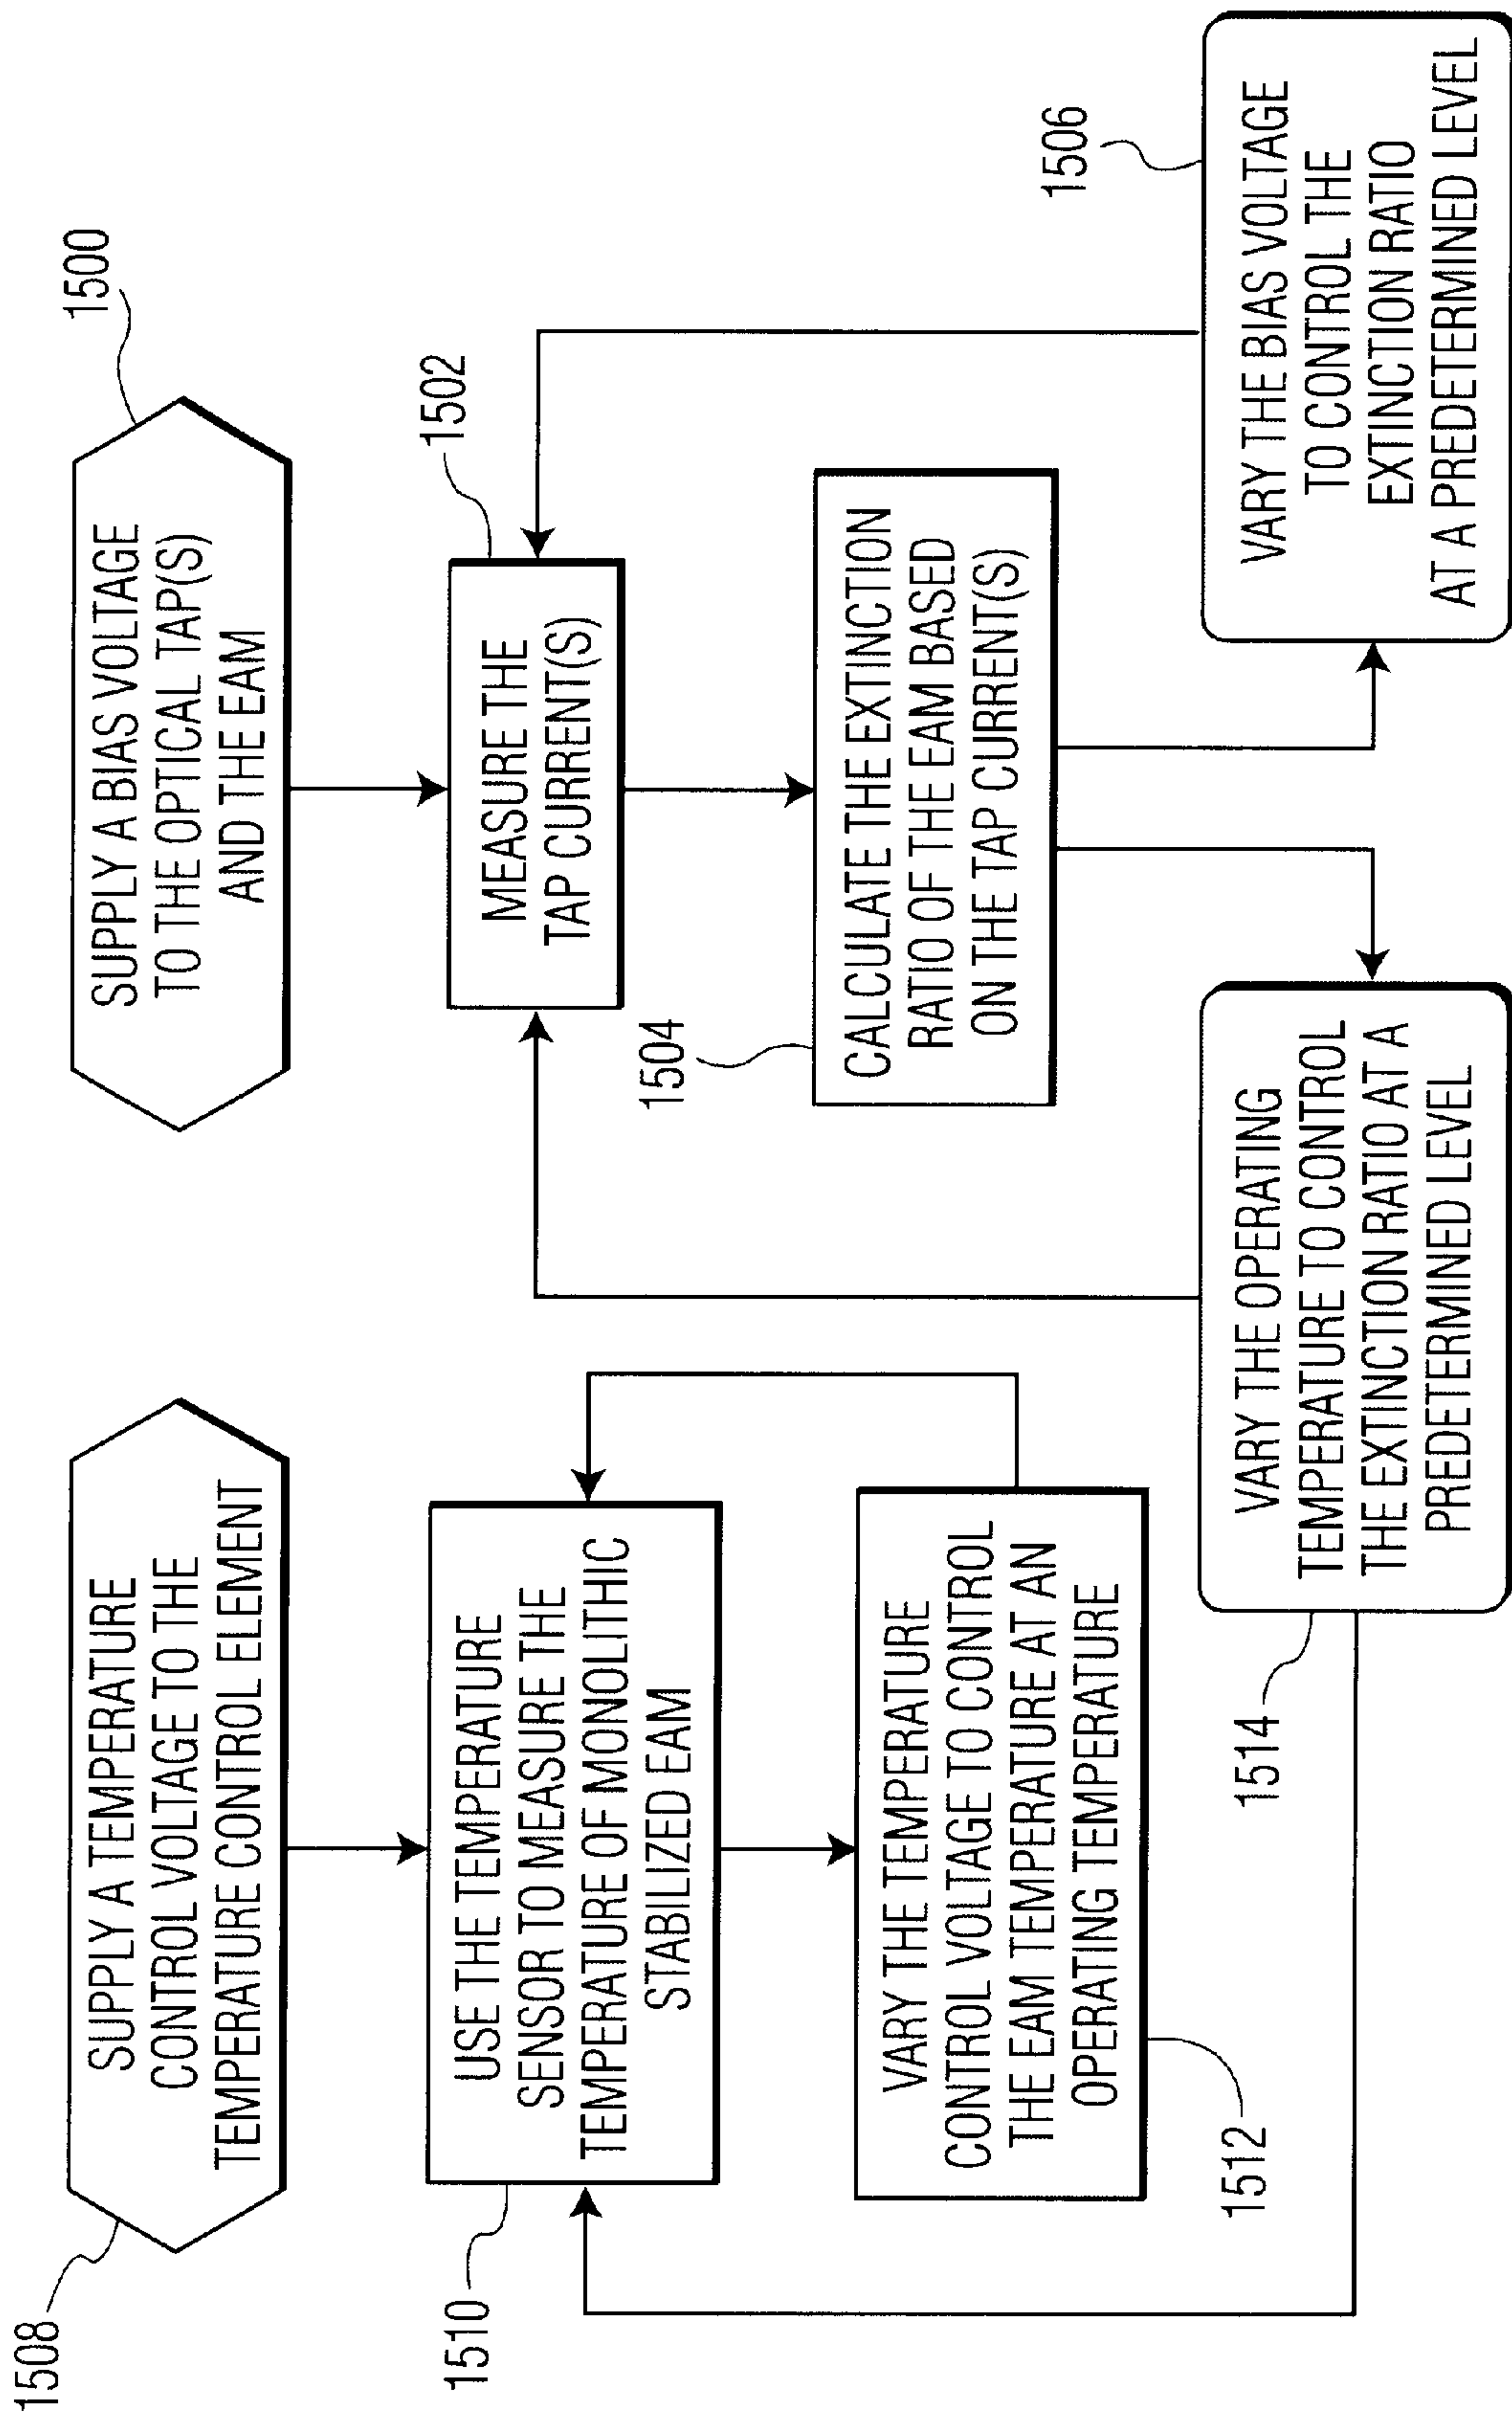 1508
SUPPLY A TEMPERATURE
CONTROL VOLTAGE TO THE
TEMPERATURE CONTROL ELEMENT
1510
USE THE TEMPERATURE
SENSOR TO MEASURE THE
TEMPERATURE OF MONOLITHIC
STABILIZED EAM
VARY THE TEMPERATURE
CONTROL VOLTAGE TO CONTROL
THE EAM TEMPERATURE AT AN
OPERATING TEMPERATURE
1512
1500
SUPPLY A BIAS VOLTAGE
TO THE OPTICAL TAP(S)
AND THE EAM
1502
MEASURE THE
TAP CURRENT(S)
1504
CALCULATE THE EXTINCTION
RATIO OF THE EAM BASED
ON THE TAP CURRENT(S)
1514
VARY THE OPERATING
TEMPERATURE TO CONTROL
THE EXTINCTION RATIO AT A
PREDETERMINED LEVEL
1506
VARY THE BIAS VOLTAGE
TO CONTROL THE
EXTINCTION RATIO
AT A PREDETERMINED LEVEL